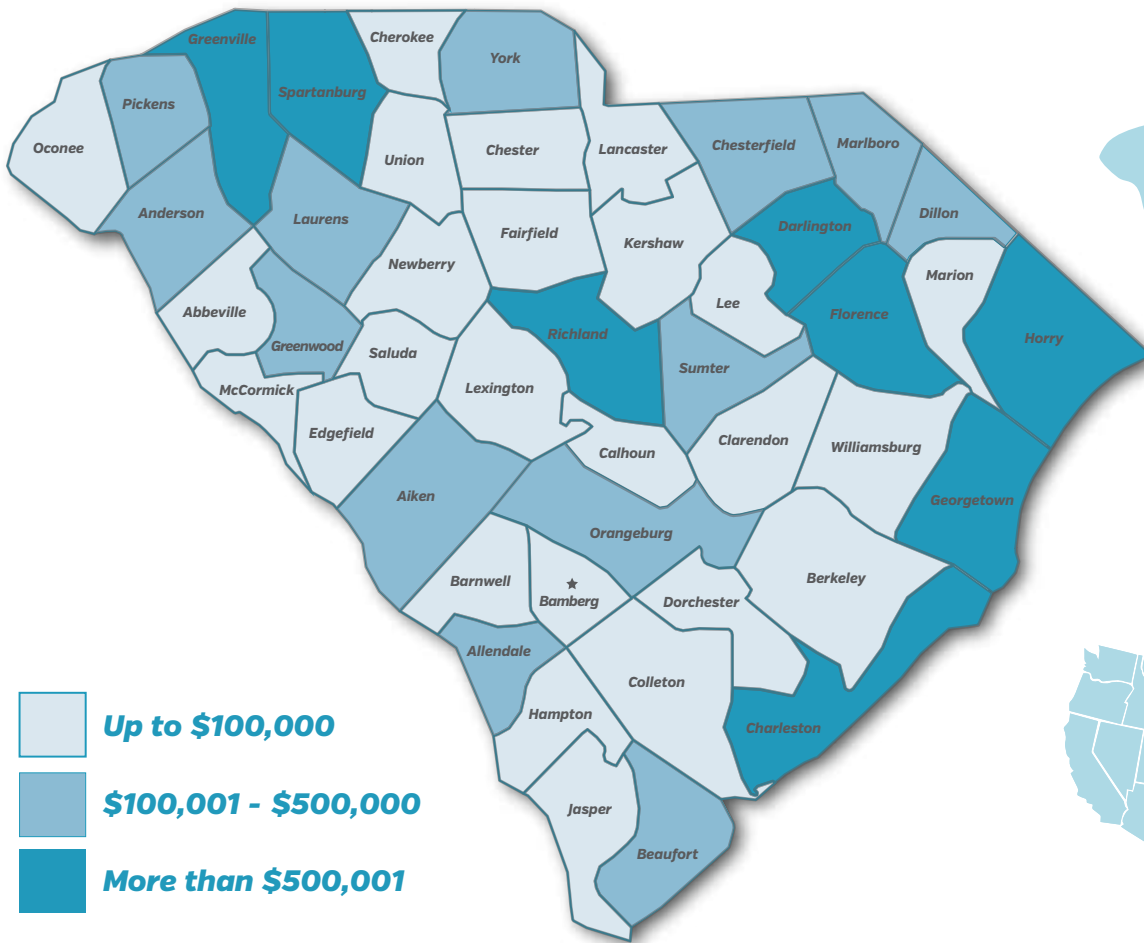 Cherokee
Greenville
York
Spartanburg
Pickens
Chesterfield
Marlboro
Oconee
Union
Chester
Lancaster
Anderson
Laurens
Dillon
Darlington
Fairfield
Kershaw
Newberry
Marion
Lee
Abbeville
Florence
Richland
Horry
Greenwood
Saluda
Sumter
McCormick
Lexington
Edgefield
Clarendon
Williamsburg
Calhoun
Aiken
Georgetown
Orangeburg
Berkeley
Barnwell
Bamberg
Dorchester
Allendale
Colleton
Hampton
Charleston
Jasper
Beaufort
Up to $100,000
$100,001 - $500,000
More than $500,001